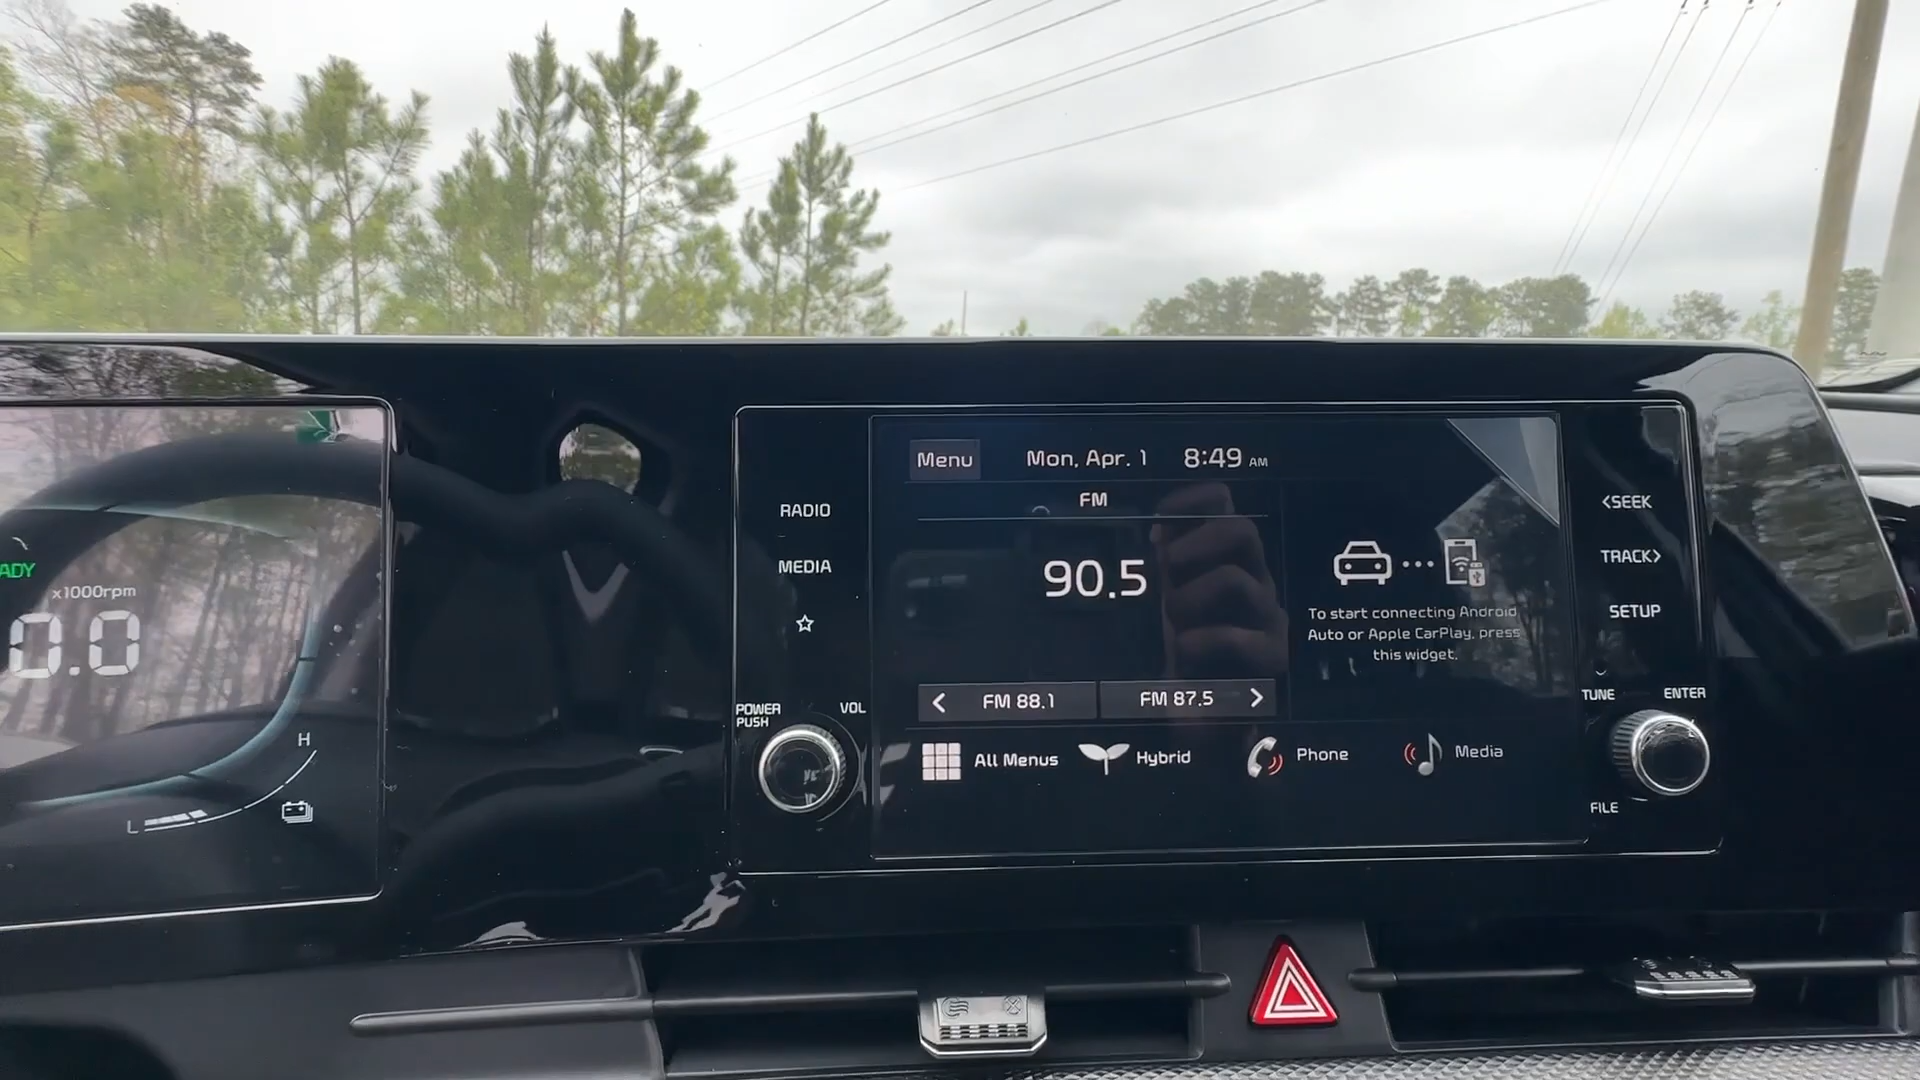 ADY
x1000rpm
0.0
H
L
RADIO
MEDIA
POWER
PUSH
VOL
Menu
Mon, Apr. 1
8:49 AM
FM
90.5
FM 88.1
FM 87.5
To start connecting Android
Auto or Apple CarPlay, press
this widget.
All Menus
Hybrid
Phone
Media
<SEEK
TRACK>
SETUP
TUNE
ENTER
FILE